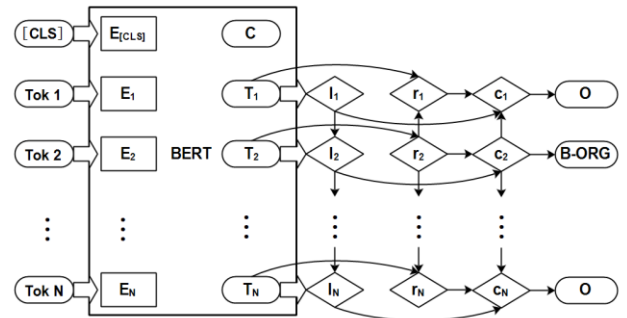 [CLS] E[CLS] C
Tok 1 E1 T1 l1 r1 c1 O
Tok 2 E2 BERT T2 l2 r2 c2 B-ORG
⋮ ⋮ ⋮ ⋮ ⋮ ⋮
Tok N EN TN lN rN cN O